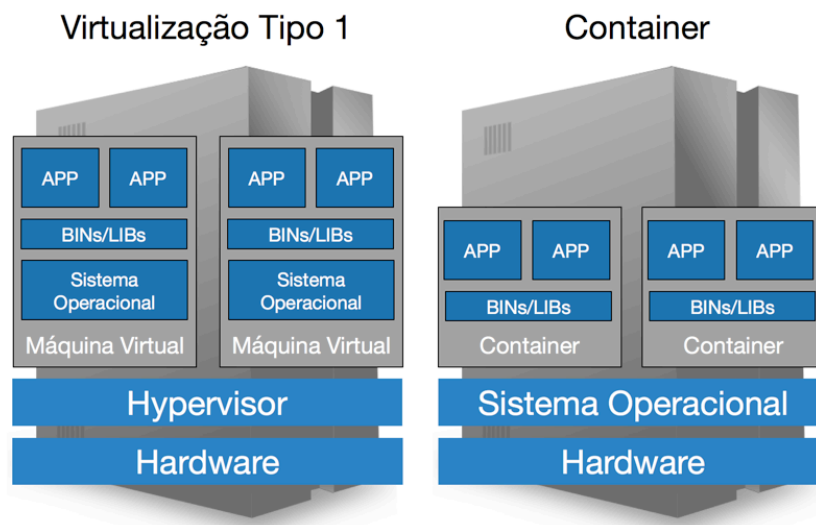 Virtualização Tipo 1
APP APP
BINs/LIBs
Sistema
Operacional
Máquina Virtual
APP APP
BINs/LIBs
Sistema
Operacional
Máquina Virtual
Hypervisor
Hardware
Container
APP APP
BINs/LIBs
Container
APP APP
BINs/LIBs
Container
Sistema Operacional
Hardware